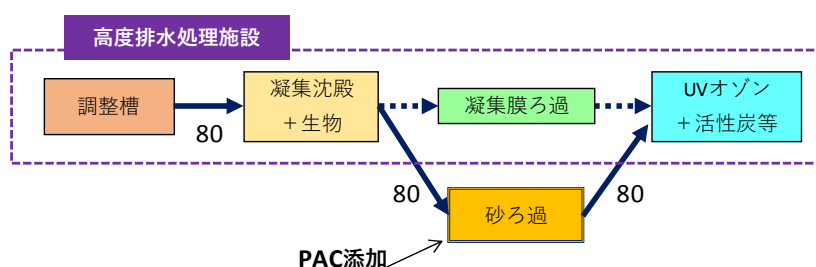 高度排水処理施設
調整槽
80
凝集沈殿
+生物
凝集膜ろ過
UVオゾン
+活性炭等
80
砂ろ過
80
PAC添加